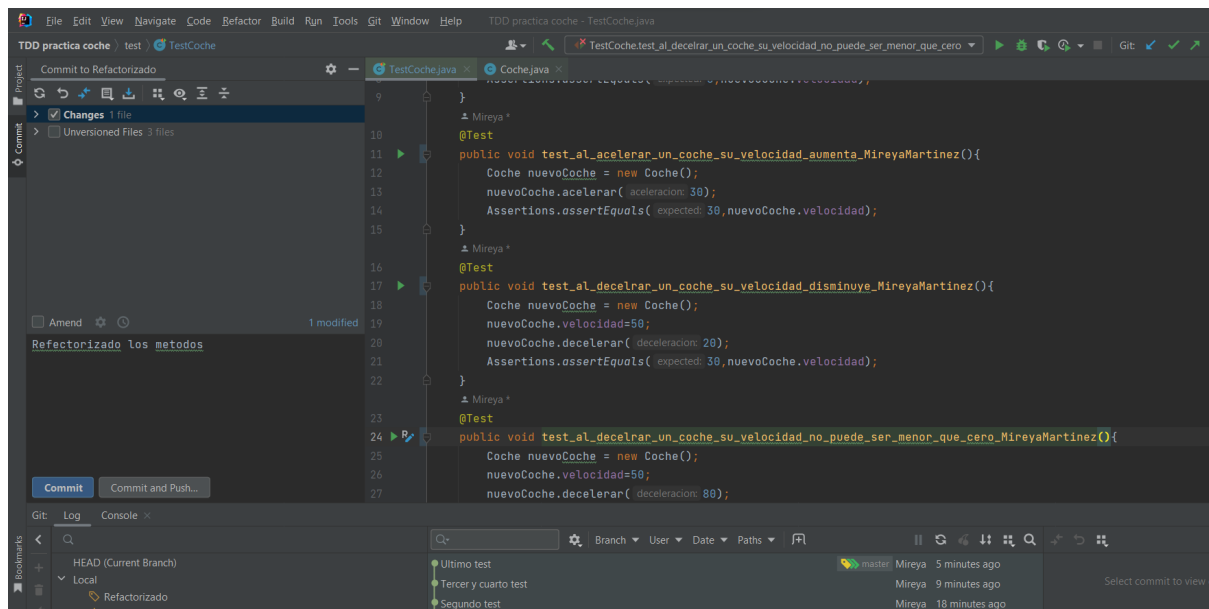 File Edit View Navigate Code Refactor Build Run Tools Git Window Help TDD practica coche - TestCoche.java
TDD practica coche test TestCoche TestCoche.test_al_decelrar_un_coche_su_velocidad_no_puede_ser_menor_que_cero Git:
Project
Commit
Bookmarks
Commit to Refactorizado
Changes 1 file
Unversioned Files 3 files
Amend 1 modified
Refectorizado los metodos
Commit Commit and Push...
TestCoche.java Coche.java
9 }
Mireya *
10 @Test
11 public void test_al_acelerar_un_coche_su_velocidad_aumenta_MireyaMartinez(){
12 Coche nuevoCoche = new Coche();
13 nuevoCoche.acelerar( aceleracion: 30);
14 Assertions.assertEquals( expected: 30,nuevoCoche.velocidad);
15 }
Mireya *
16 @Test
17 public void test_al_decelrar_un_coche_su_velocidad_disminuye_MireyaMartinez(){
18 Coche nuevoCoche = new Coche();
19 nuevoCoche.velocidad=50;
20 nuevoCoche.decelerar( deceleracion: 20);
21 Assertions.assertEquals( expected: 30,nuevoCoche.velocidad);
22 }
Mireya *
23 @Test
24 public void test_al_decelrar_un_coche_su_velocidad_no_puede_ser_menor_que_cero_MireyaMartinez(){
25 Coche nuevoCoche = new Coche();
26 nuevoCoche.velocidad=50;
27 nuevoCoche.decelerar( deceleracion: 80);
Git: Log Console
Branch User Date Paths
HEAD (Current Branch)
Local
Refactorizado
Ultimo test master Mireya 5 minutes ago
Tercer y cuarto test Mireya 9 minutes ago
Segundo test Mireya 18 minutes ago
Select commit to view